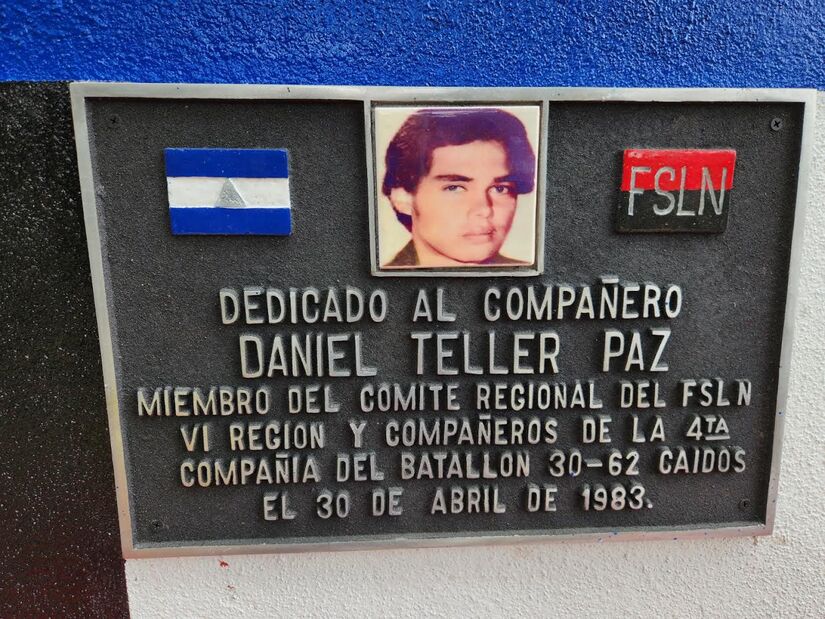 FSLN
DEDICADO AL COMPAÑERO
DANIEL TELLER PAZ
MIEMBRO DEL COMITE REGIONAL DEL FSLN
VI REGION Y COMPAÑEROS DE LA 4TA
COMPAÑIA DEL BATALLON 30-62 CAIDOS
EL 30 DE ABRIL DE 1983.